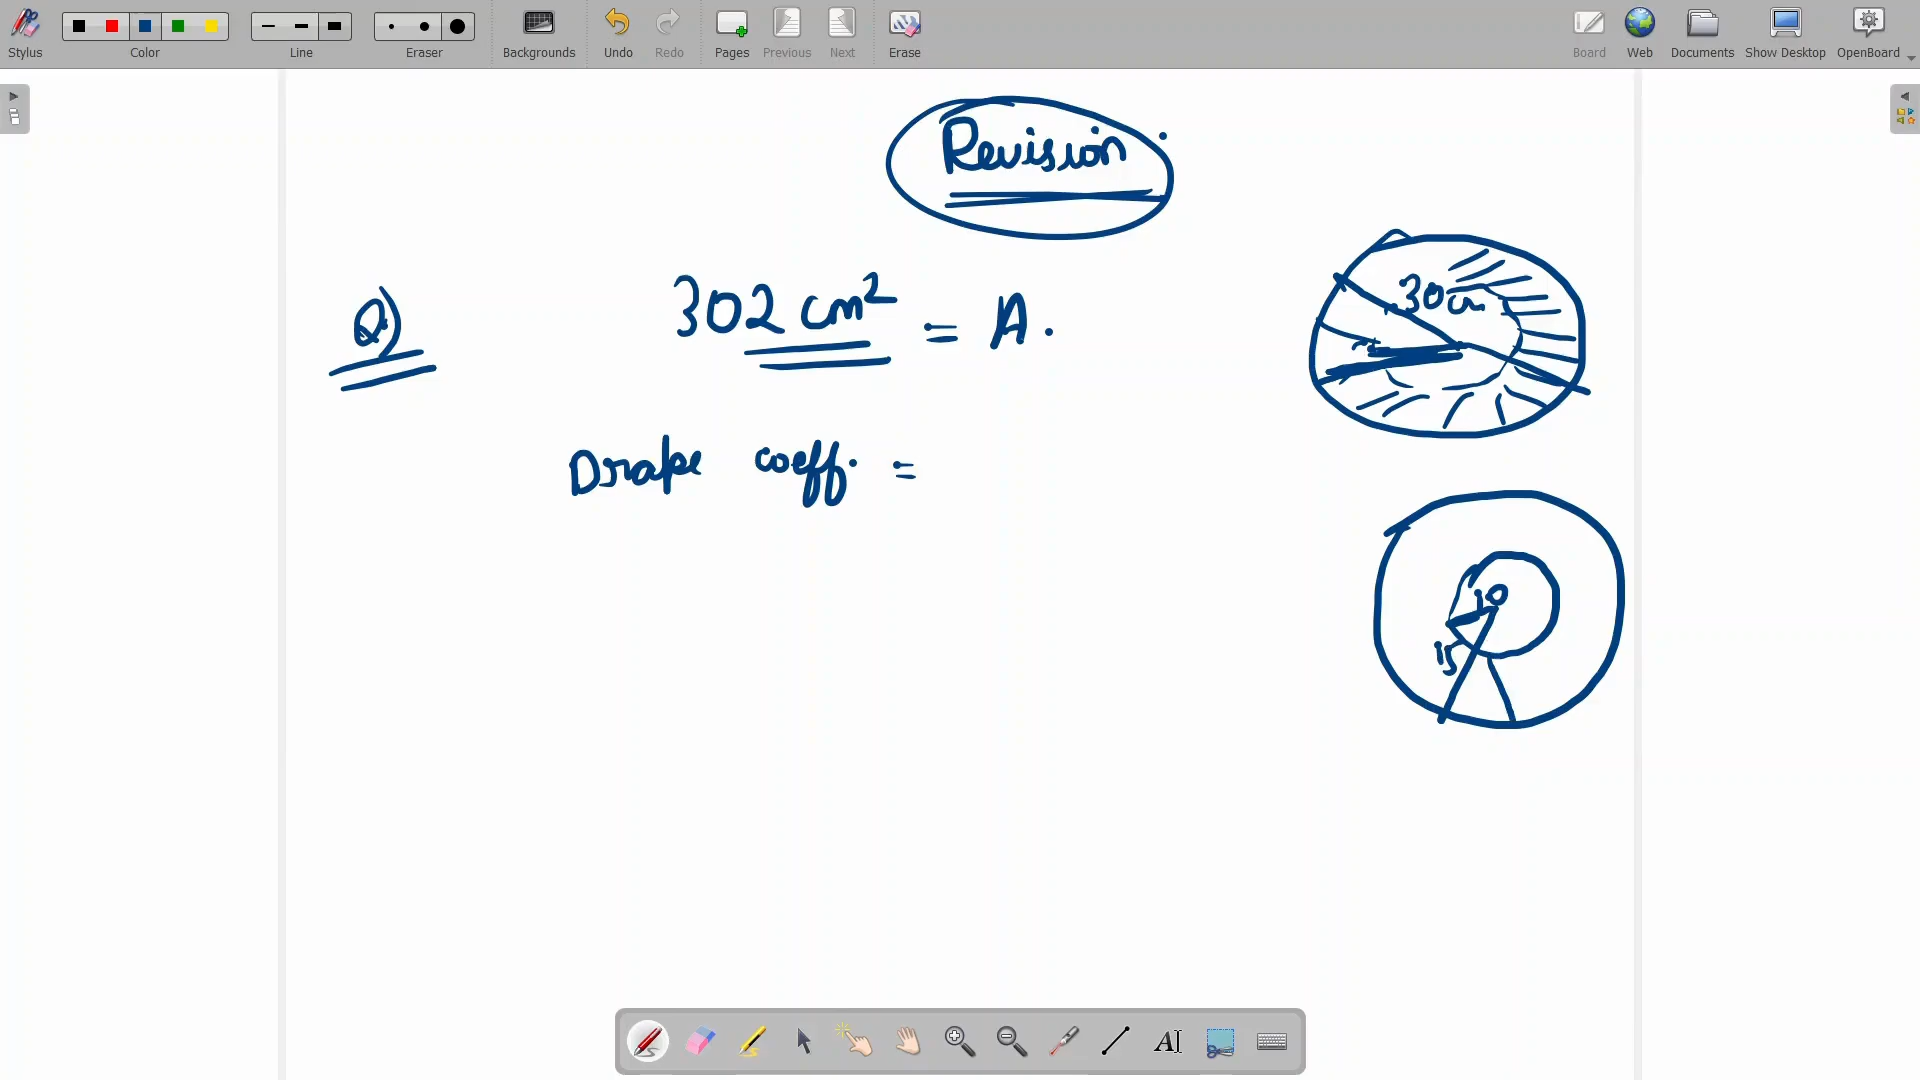 Stylus
Color
Line
Eraser
Backgrounds
Undo
Redo
Pages
Previous
Next
Erase
Board
Web
Documents
Show Desktop
OpenBoard
Revision
Q)
302 cm² = A.
30cm
Drape coeff. =
10
15